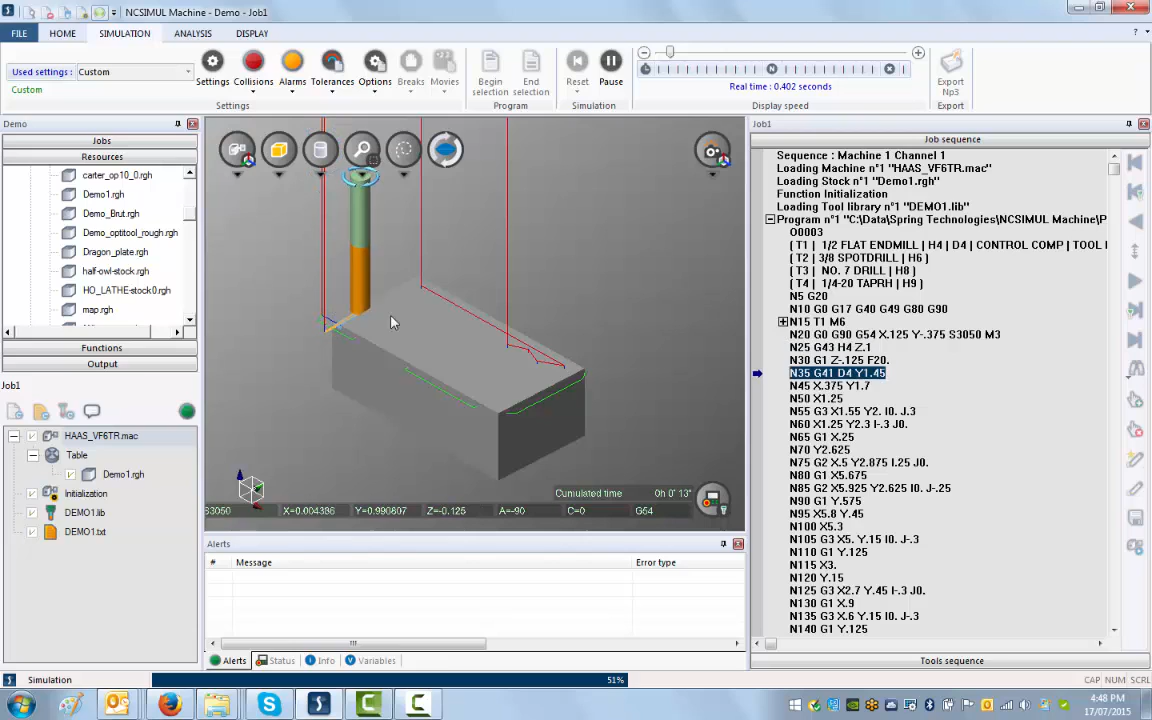 NCSIMUL Machine - Demo - Job1
FILE HOME SIMULATION ANALYSIS DISPLAY
Used settings : Custom
Custom
Settings Collisions Alarms Tolerances Options Breaks Movies
Settings
Begin selection End selection
Program
Reset Pause
Simulation
Real time : 0.402 seconds
Display speed
Export Np3
Export
Demo
Jobs
Resources
carter_op10_0.rgh
Demo1.rgh
Demo_Brut.rgh
Demo_optitool_rough.rgh
Dragon_plate.rgh
half-owl-stock.rgh
HO_LATHE-stock0.rgh
map.rgh
Functions
Output
Job1
HAAS_VF6TR.mac
Table
Demo1.rgh
Initialization
DEMO1.lib
DEMO1.txt
Cumulated time 0h 0' 13"
S3050 X=0.004386 Y=0.990807 Z=-0.125 A=-90 C=0 G54
Alerts
# Message Error type
Alerts Status Info Variables
Job1
Job sequence
Sequence : Machine 1 Channel 1
Loading Machine n°1 "HAAS_VF6TR.mac"
Loading Stock n°1 "Demo1.rgh"
Function Initialization
Loading Tool library n°1 "DEMO1.lib"
Program n°1 "C:\Data\Spring Technologies\NCSIMUL Machine\P
O0003
( T1 | 1/2 FLAT ENDMILL | H4 | D4 | CONTROL COMP | TOOL I
( T2 | 3/8 SPOTDRILL | H6 )
( T3 | NO. 7 DRILL | H8 )
( T4 | 1/4-20 TAPRH | H9 )
N5 G20
N10 G0 G17 G40 G49 G80 G90
N15 T1 M6
N20 G0 G90 G54 X.125 Y-.375 S3050 M3
N25 G43 H4 Z.1
N30 G1 Z-.125 F20.
N35 G41 D4 Y1.45
N45 X.375 Y1.7
N50 X1.25
N55 G3 X1.55 Y2. I0. J.3
N60 X1.25 Y2.3 I-.3 J0.
N65 G1 X.25
N70 Y2.625
N75 G2 X.5 Y2.875 I.25 J0.
N80 G1 X5.675
N85 G2 X5.925 Y2.625 I0. J-.25
N90 G1 Y.575
N95 X5.8 Y.45
N100 X5.3
N105 G3 X5. Y.15 I0. J-.3
N110 G1 Y.125
N115 X3.
N120 Y.15
N125 G3 X2.7 Y.45 I-.3 J0.
N130 G1 X.9
N135 G3 X.6 Y.15 I0. J-.3
N140 G1 Y.125
Tools sequence
Simulation 51% CAP NUM SCRL
4:48 PM
17/07/2015